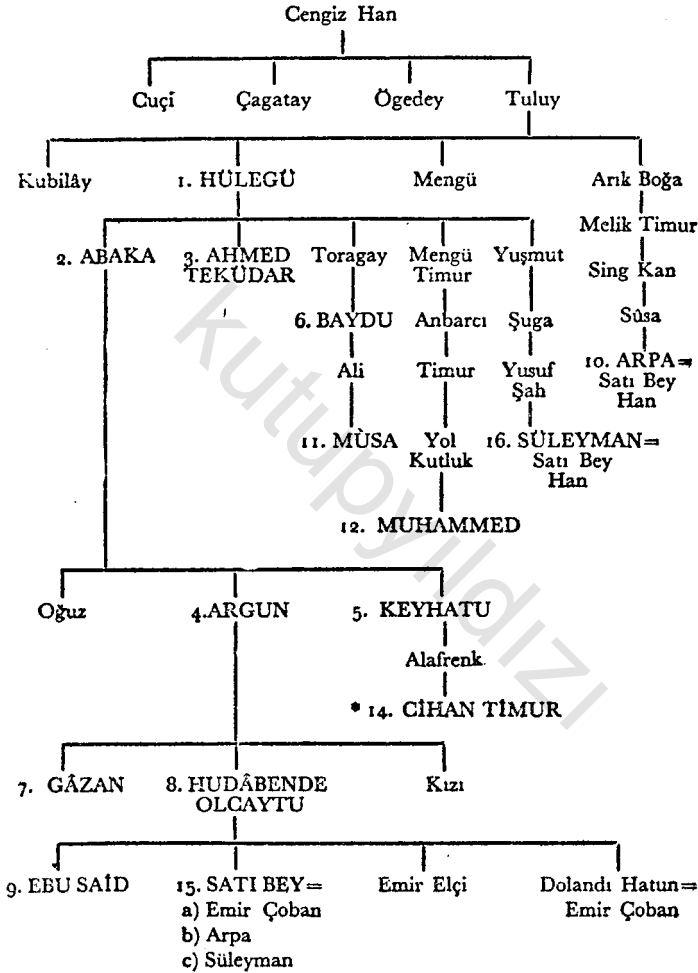 Cengiz Han
Cuçî Çagatay Ögedey Tuluy
Kubilây 1. HÜLEGÜ Mengü Arık Boğa
Melik Timur
2. ABAKA 3. AHMED TEKÜDAR Toragay Mengü Timur Yuşmut
Sing Kan
6. BAYDU Anbarcı Şuga
Sûsa
Ali Timur Yusuf Şah
10. ARPA=
Satı Bey
Han
11. MÛSA Yol Kutluk 16. SÜLEYMAN=
Satı Bey
Han
12. MUHAMMED
Oğuz 4. ARGUN 5. KEYHATU
Alafrenk
* 14. CİHAN TİMUR
7. GÂZAN 8. HUDÂBENDE OLCAYTU Kızı
9. EBU SAİD 15. SATI BEY= Emir Elçi Dolandı Hatun=
a) Emir Çoban Emir Çoban
b) Arpa
c) Süleyman
kutupyıldızı